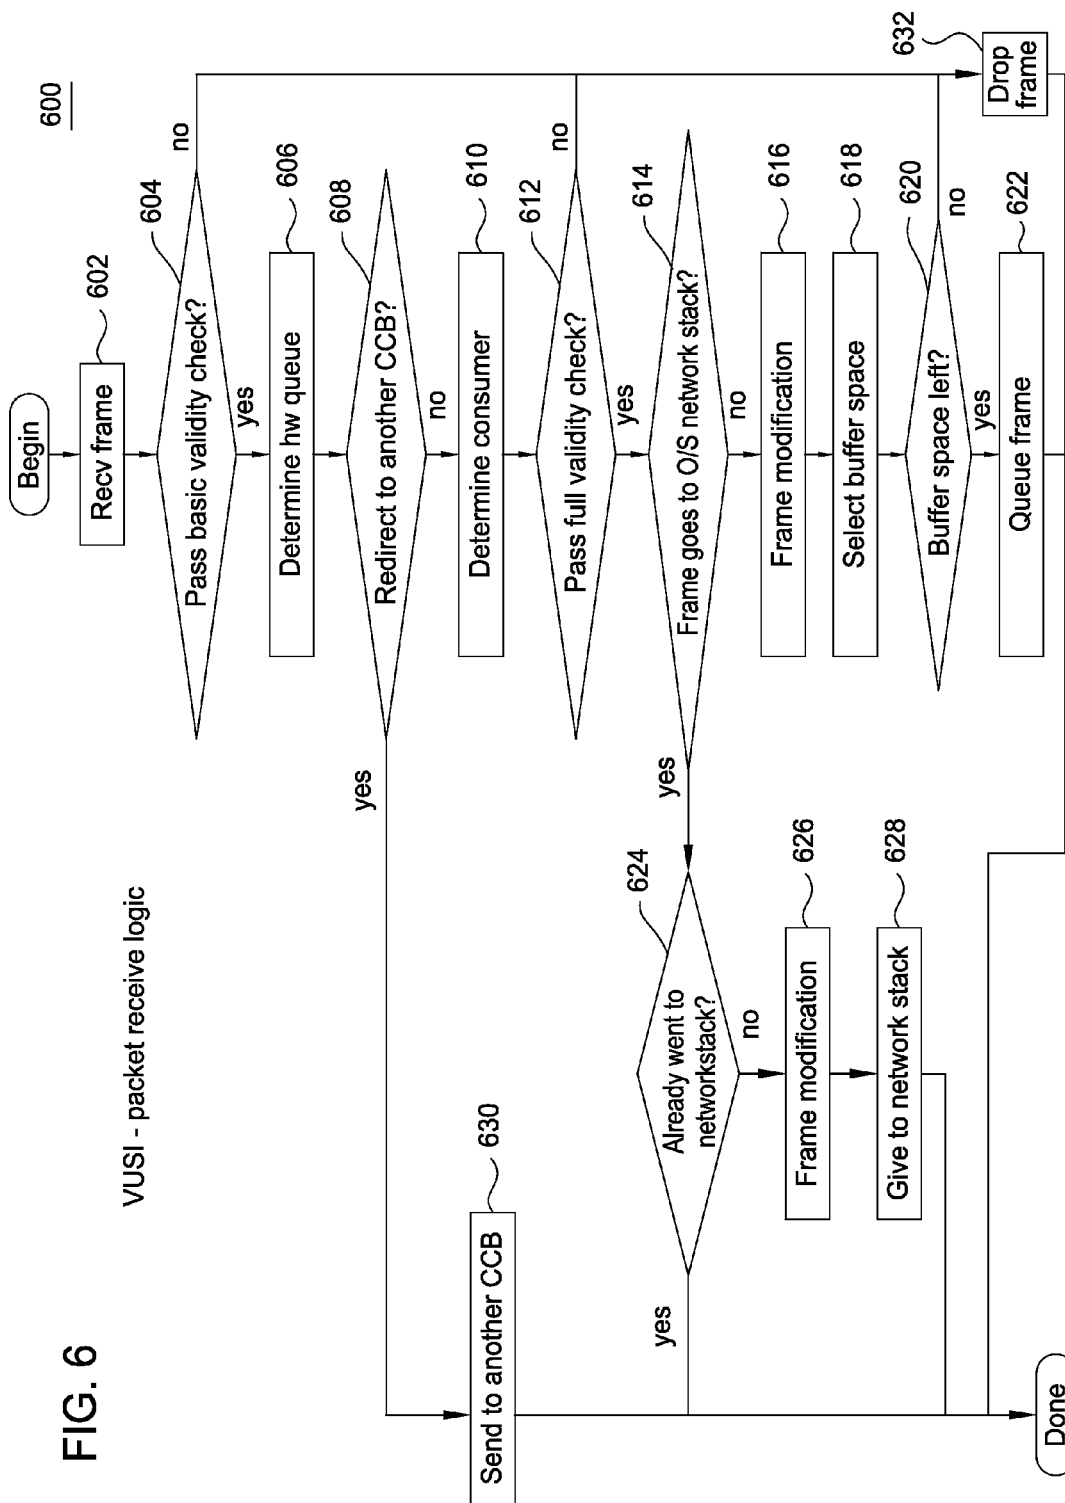 FIG. 6
VUSI - packet receive logic
600
Begin
Recv frame
602
Pass basic validity check?
604
no
yes
Determine hw queue
606
Redirect to another CCB?
608
yes
no
Determine consumer
610
Pass full validity check?
612
no
yes
Frame goes to O/S network stack?
614
yes
no
Frame modification
616
Select buffer space
618
Buffer space left?
620
no
yes
Queue frame
622
Already went to
networkstack?
624
yes
no
Frame modification
626
Give to network stack
628
Send to another CCB
630
Drop
frame
632
Done